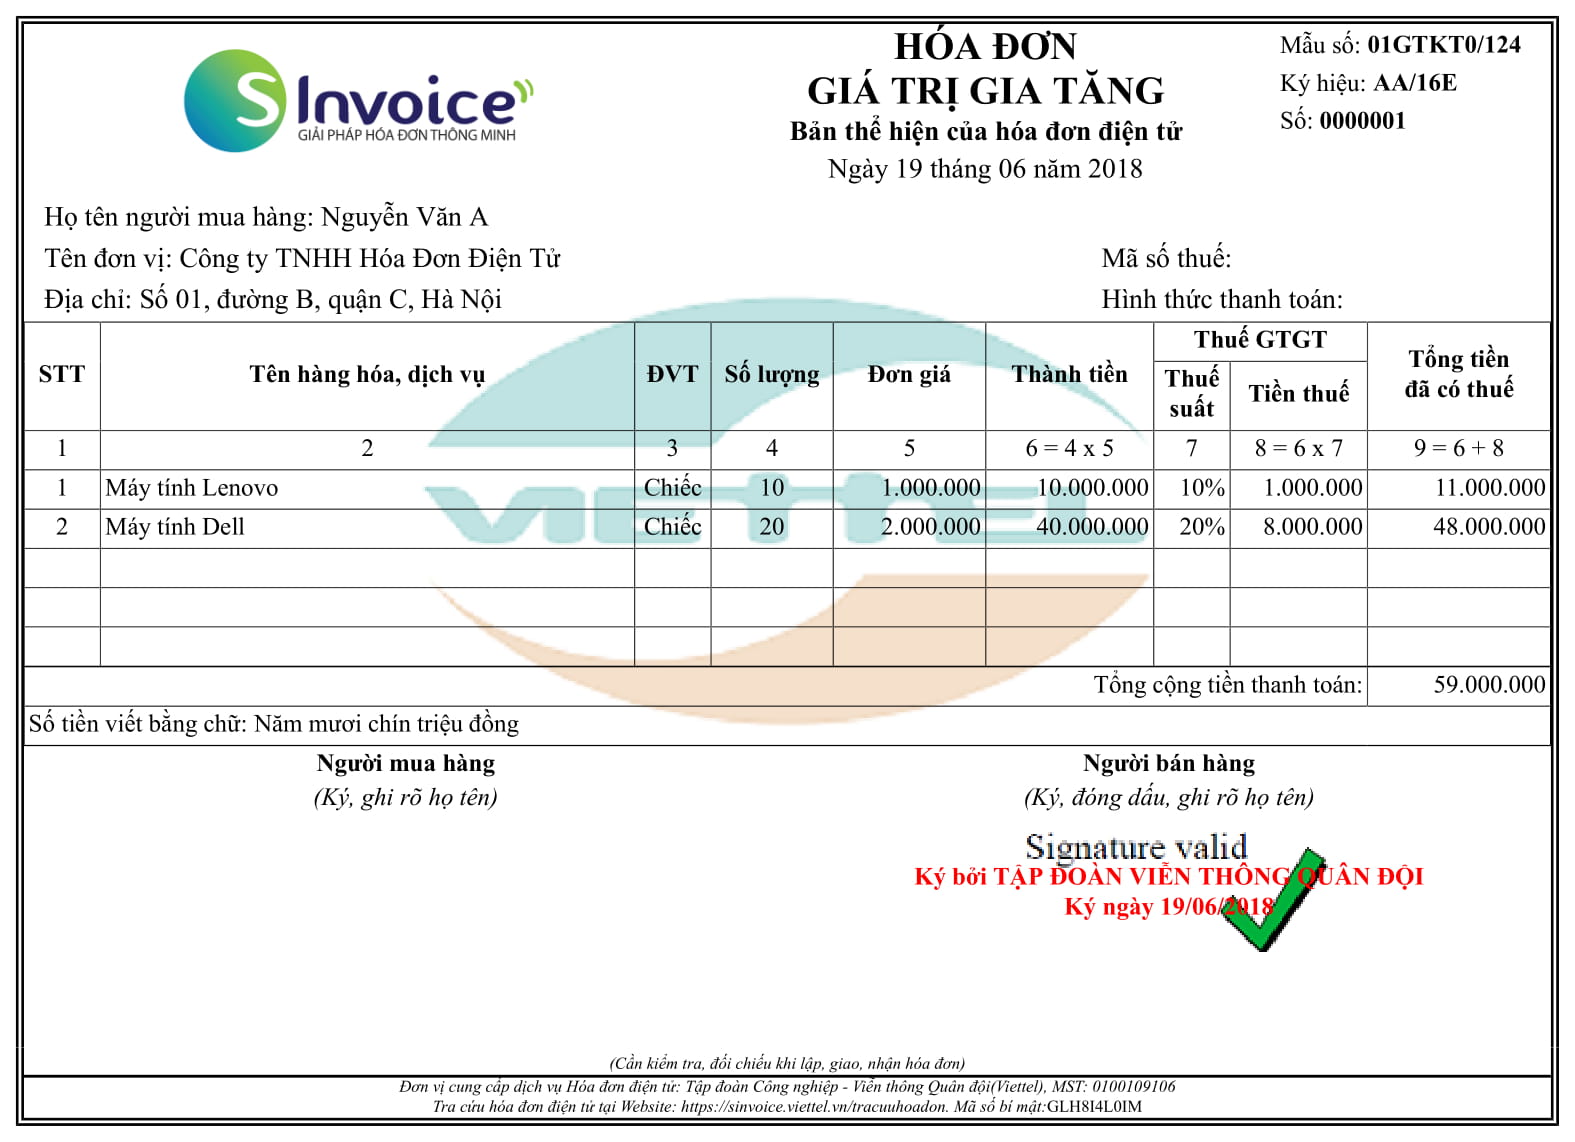 S Invoice
GIẢI PHÁP HÓA ĐƠN THÔNG MINH
HÓA ĐƠN
GIÁ TRỊ GIA TĂNG
Bản thể hiện của hóa đơn điện tử
Ngày 19 tháng 06 năm 2018
Mẫu số: 01GTKT0/124
Ký hiệu: AA/16E
Số: 0000001
Họ tên người mua hàng: Nguyễn Văn A
Tên đơn vị: Công ty TNHH Hóa Đơn Điện Tử
Mã số thuế:
Địa chỉ: Số 01, đường B, quận C, Hà Nội
Hình thức thanh toán:
STT Tên hàng hóa, dịch vụ ĐVT Số lượng Đơn giá Thành tiền Thuế GTGT Thuế suất Tiền thuế Tổng tiền đã có thuế
1 2 3 4 5 6 = 4 x 5 7 8 = 6 x 7 9 = 6 + 8
1 Máy tính Lenovo Chiếc 10 1.000.000 10.000.000 10% 1.000.000 11.000.000
2 Máy tính Dell Chiếc 20 2.000.000 40.000.000 20% 8.000.000 48.000.000
VIETTEL
Tổng cộng tiền thanh toán: 59.000.000
Số tiền viết bằng chữ: Năm mươi chín triệu đồng
Người mua hàng
(Ký, ghi rõ họ tên)
Người bán hàng
(Ký, đóng dấu, ghi rõ họ tên)
Signature valid
Ký bởi TẬP ĐOÀN VIỄN THÔNG QUÂN ĐỘI
Ký ngày 19/06/2018
(Cần kiểm tra, đối chiếu khi lập, giao, nhận hóa đơn)
Đơn vị cung cấp dịch vụ Hóa đơn điện tử: Tập đoàn Công nghiệp - Viễn thông Quân đội(Viettel), MST: 0100109106
Tra cứu hóa đơn điện tử tại Website: https://sinvoice.viettel.vn/tracuuhoadon. Mã số bí mật:GLH8I4L0IM